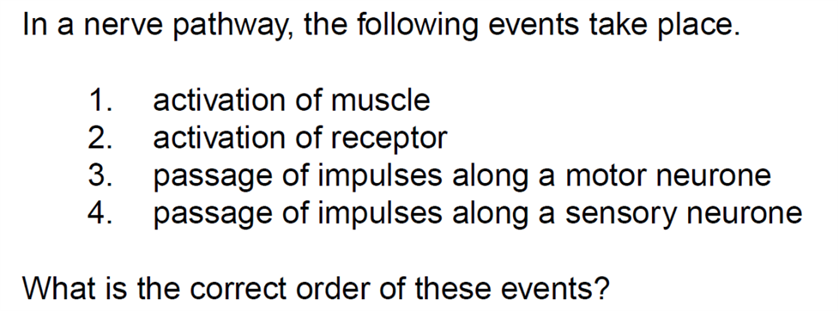 In a nerve pathway, the following events take place.
1. activation of muscle
2. activation of receptor
3. passage of impulses along a motor neurone
4. passage of impulses along a sensory neurone
What is the correct order of these events?